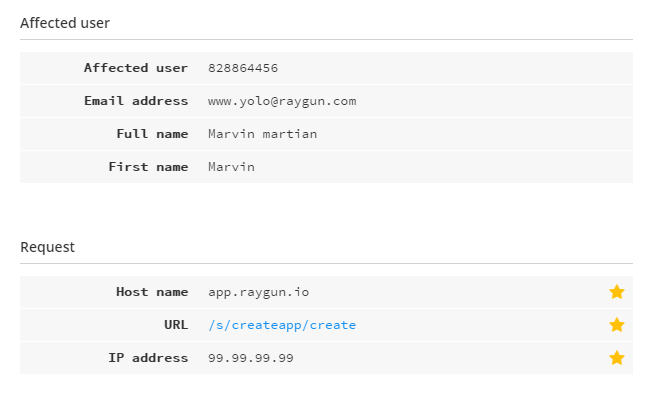 Affected user
Affected user 828864456
Email address www.yolo@raygun.com
Full name Marvin martian
First name Marvin
Request
Host name app.raygun.io
URL /s/createapp/create
IP address 99.99.99.99